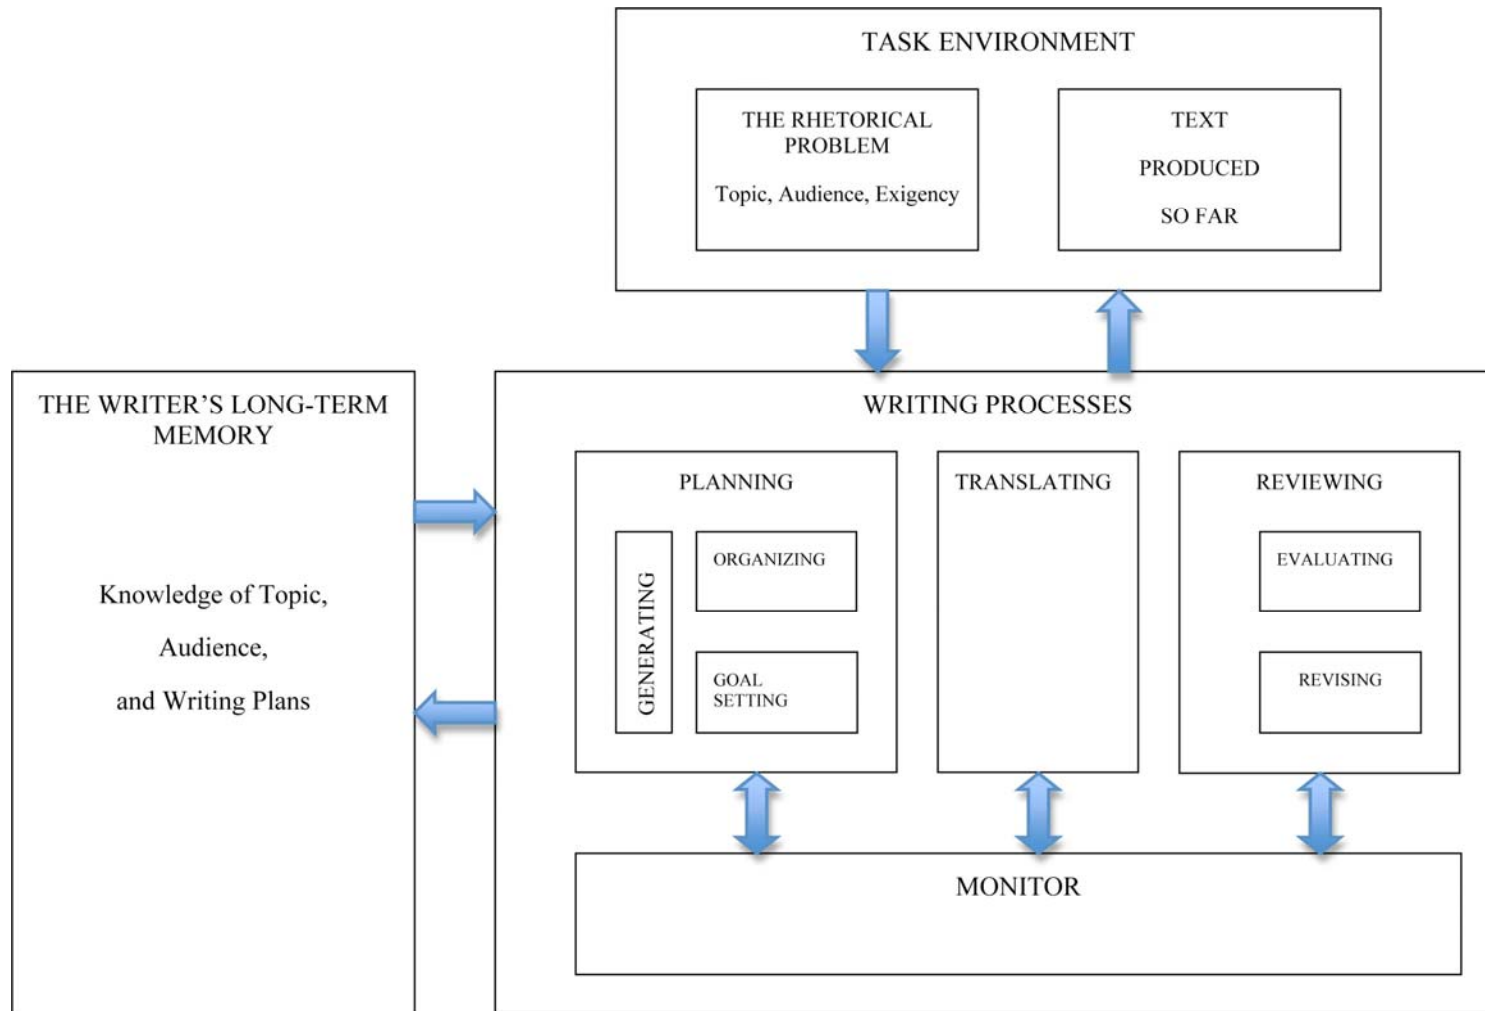 TASK ENVIRONMENT
THE RHETORICAL
PROBLEM
Topic, Audience, Exigency
TEXT
PRODUCED
SO FAR
THE WRITER’S LONG-TERM
MEMORY
Knowledge of Topic,
Audience,
and Writing Plans
WRITING PROCESSES
PLANNING
GENERATING
ORGANIZING
GOAL
SETTING
TRANSLATING
REVIEWING
EVALUATING
REVISING
MONITOR